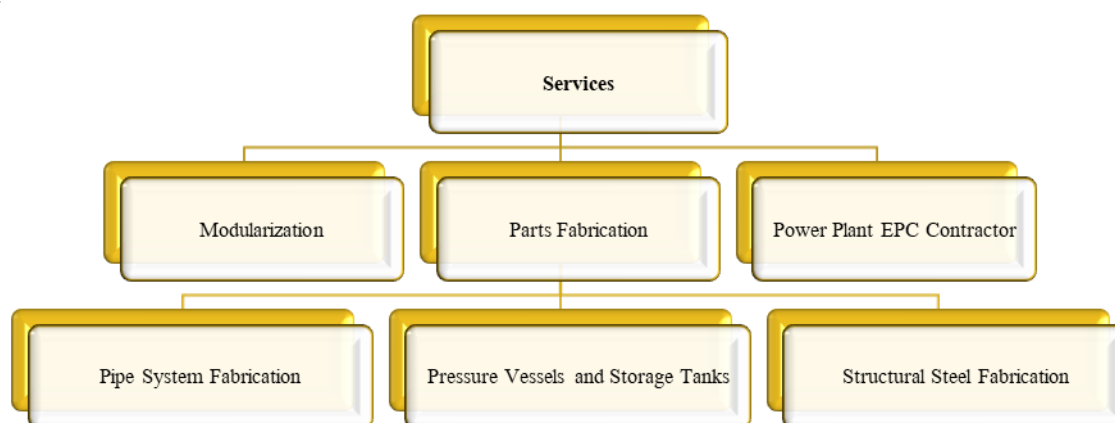 Services
Modularization
Parts Fabrication
Power Plant EPC Contractor
Pipe System Fabrication
Pressure Vessels and Storage Tanks
Structural Steel Fabrication